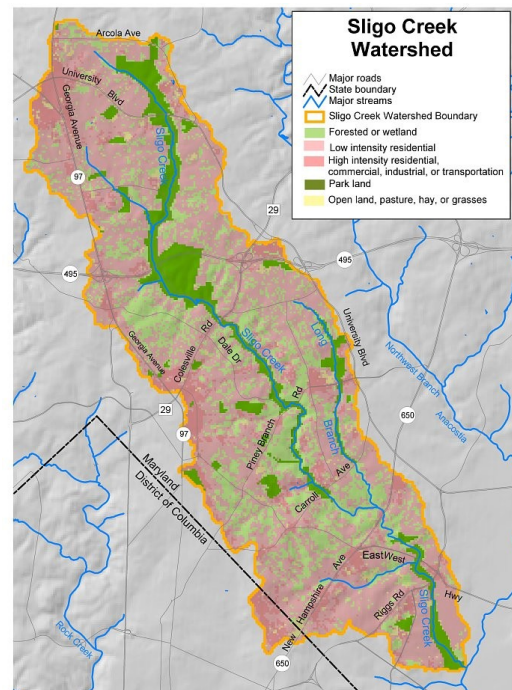 Sligo Creek
Watershed
Major roads
State boundary
Major streams
Sligo Creek Watershed Boundary
Forested or wetland
Low intensity residential
High intensity residential,
commercial, industrial, or transportation
Park land
Open land, pasture, hay, or grasses
Arcola Ave
University
Blvd
Georgia Avenue
Sligo Creek
97
29
495
495
Georgia Avenue
Colesville
Rd
Dale Dr
Sligo Creek
Long
Branch
University Blvd
Northwest Branch
Anacostia
29
97
650
Piney Branch
Rd
Carroll
Ave
Maryland
District of Columbia
EastWest
Hwy
New Hampshire
Ave
Riggs Rd
Sligo Creek
Rock Creek
650